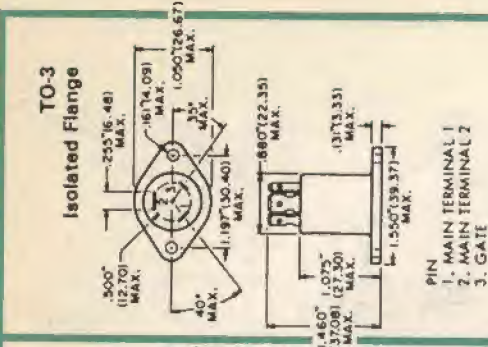 TO-3
Isolated Flange
.255"(6.48)
MAX.
.161"(4.09)
MAX.
1.050"(26.67)
MAX.
.500"
(12.70)
MAX.
35°
MAX.
1.197"(30.40)
MAX.
40°
MAX.
2
3
.880"(22.35)
MAX.
.131"(3.33)
MAX.
1.460"
(37.08)
MAX.
1.075"
(27.30)
MAX.
1.550"(39.37)
MAX.
PIN
1. MAIN TERMINAL 1
2. MAIN TERMINAL 2
3. GATE